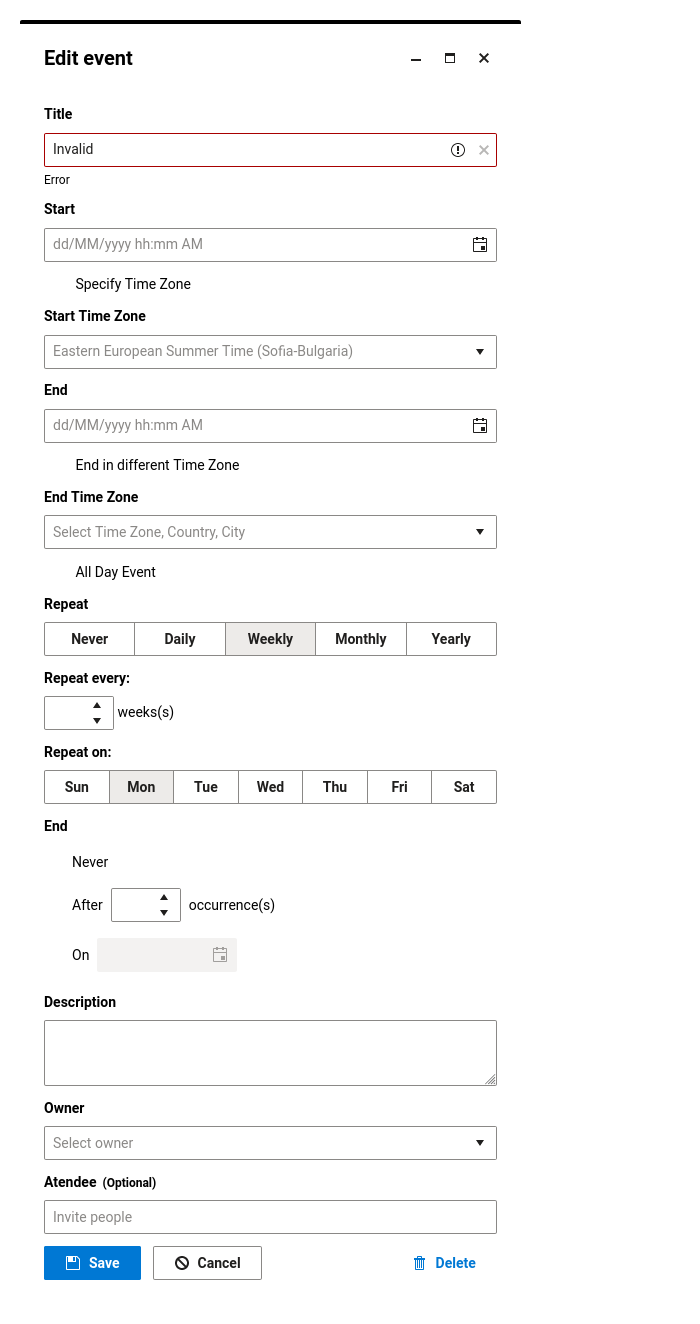 Edit event
Title
Invalid
Error
Start
dd/MM/yyyy hh:mm AM
Specify Time Zone
Start Time Zone
Eastern European Summer Time (Sofia-Bulgaria)
End
dd/MM/yyyy hh:mm AM
End in different Time Zone
End Time Zone
Select Time Zone, Country, City
All Day Event
Repeat
Never Daily Weekly Monthly Yearly
Repeat every:
weeks(s)
Repeat on:
Sun Mon Tue Wed Thu Fri Sat
End
Never
After occurrence(s)
On
Description
Owner
Select owner
Atendee (Optional)
Invite people
Save Cancel Delete